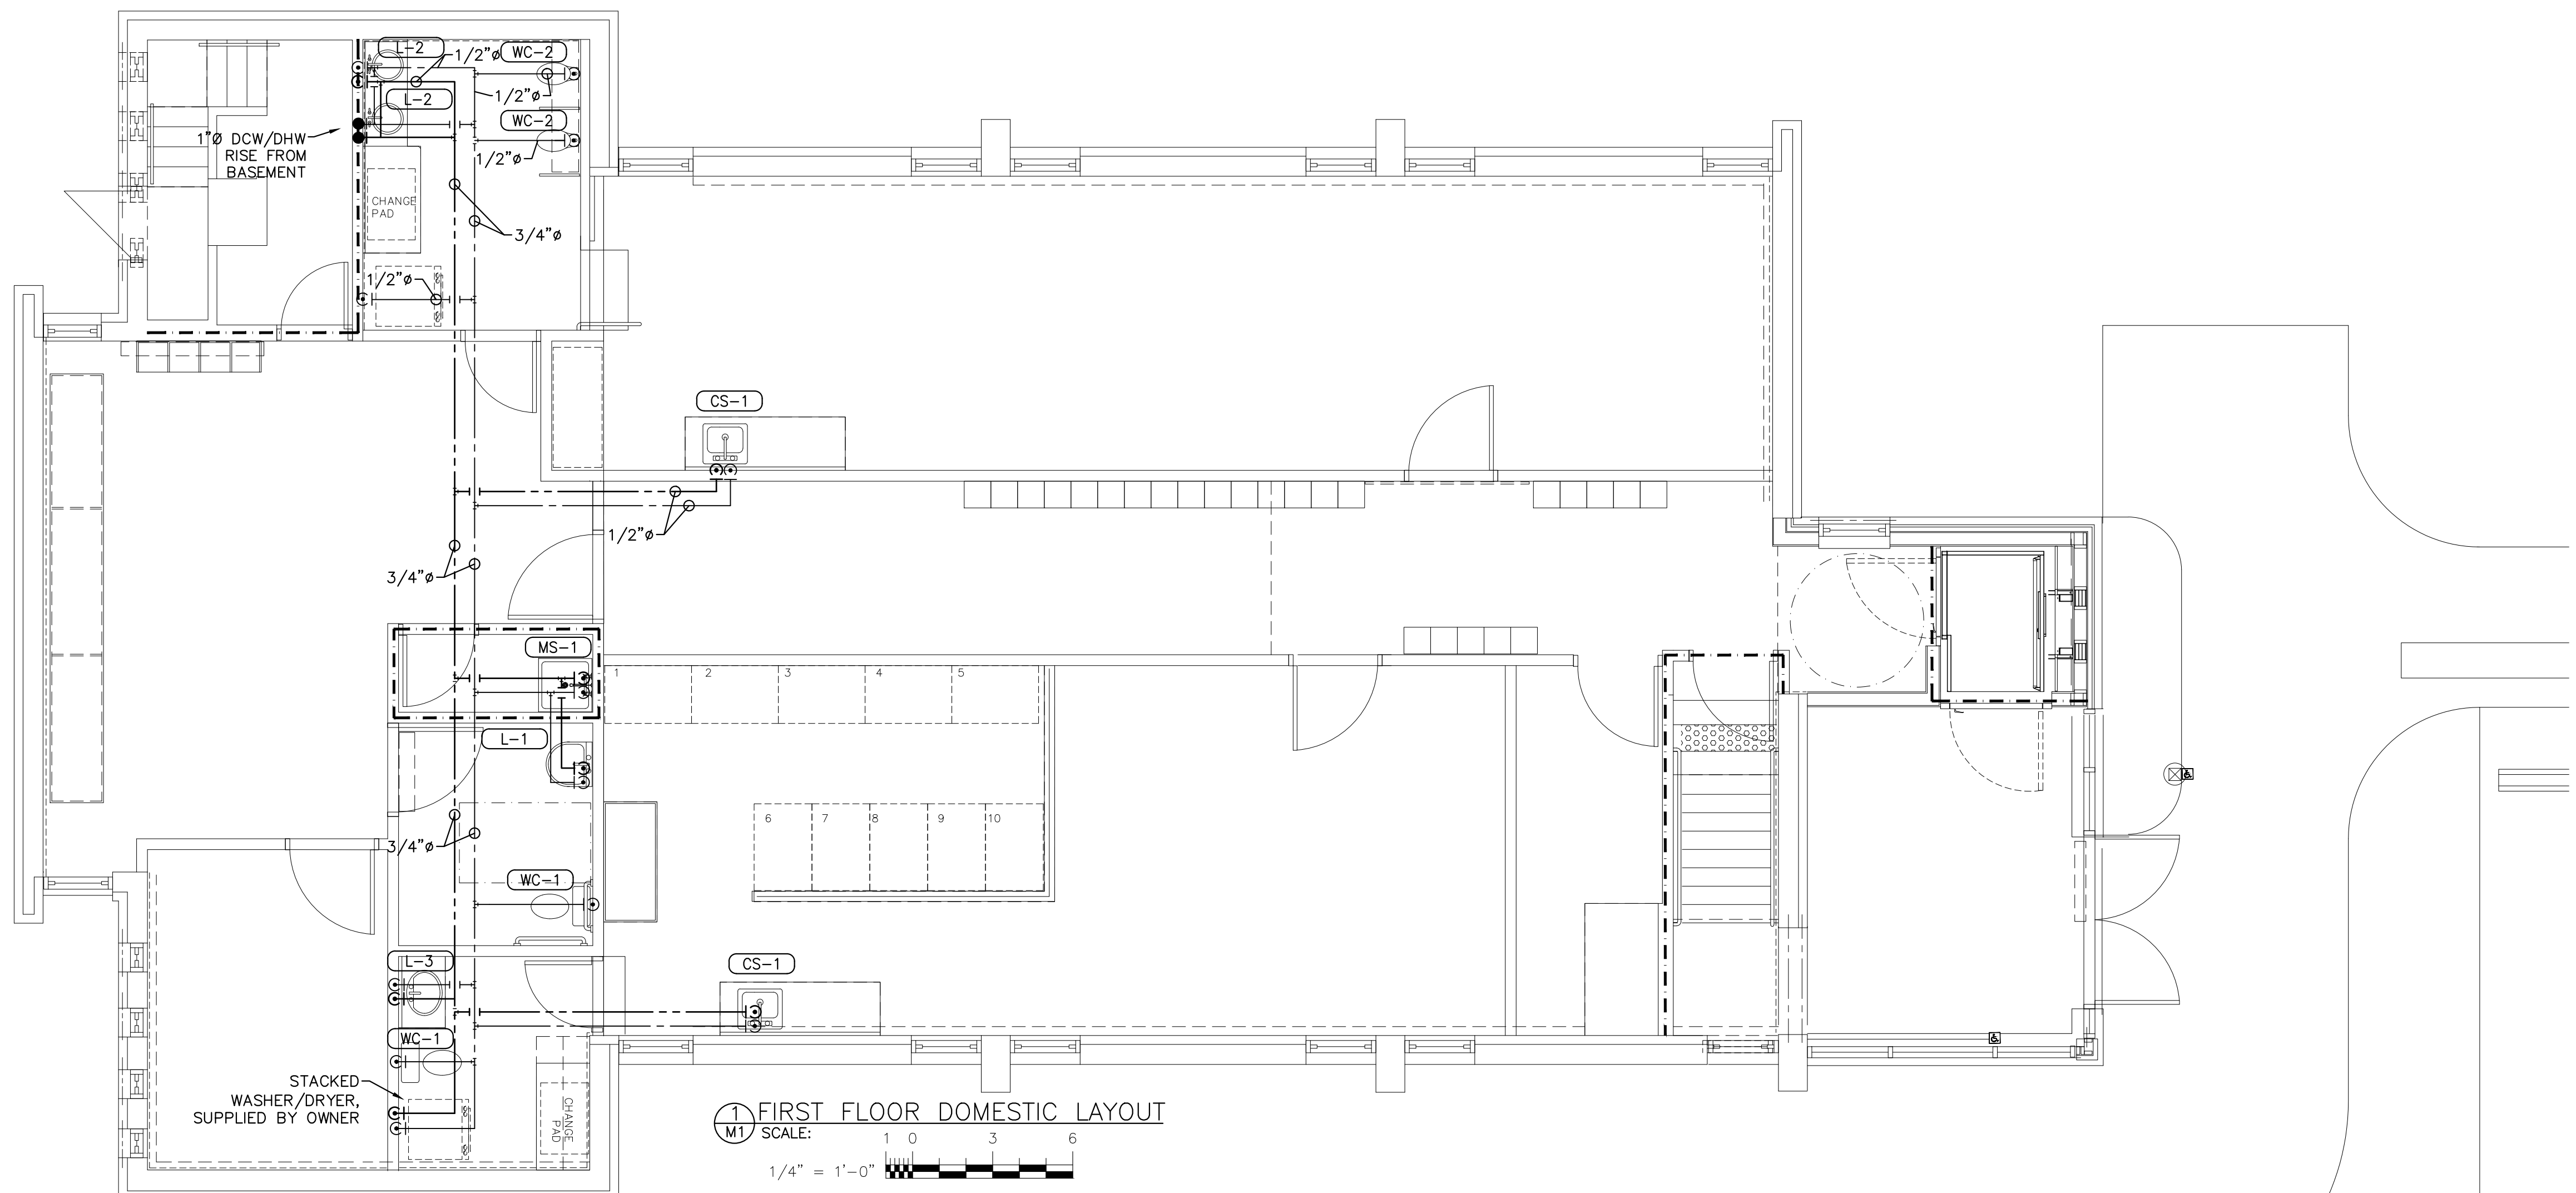 L-2
1/2"ø
WC-2
L-2
1/2"ø
WC-2
1"Ø DCW/DHW
RISE FROM
BASEMENT
1/2"ø
CHANGE
PAD
3/4"ø
1/2"ø
CS-1
1/2"ø
3/4"ø
MS-1
1
2
3
4
5
L-1
6
7
8
9
10
3/4"ø
WC-1
L-3
CS-1
WC-1
STACKED
WASHER/DRYER,
SUPPLIED BY OWNER
CHANGE
PAD
1
M1
FIRST FLOOR DOMESTIC LAYOUT
SCALE:
1 0 3 6
1/4" = 1'-0"